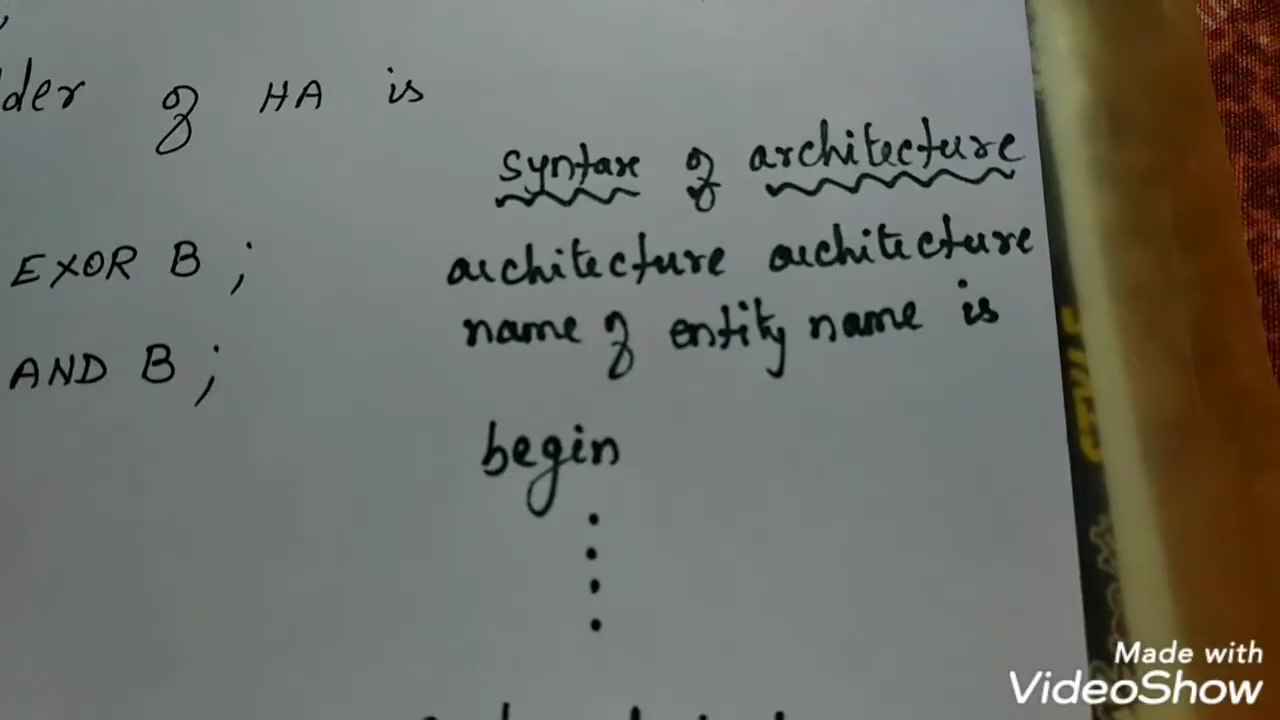 der of HA is
syntax of architecture
EXOR B ;
architecture architecture
name of entity name is
AND B ;
begin
Made with
VideoShow